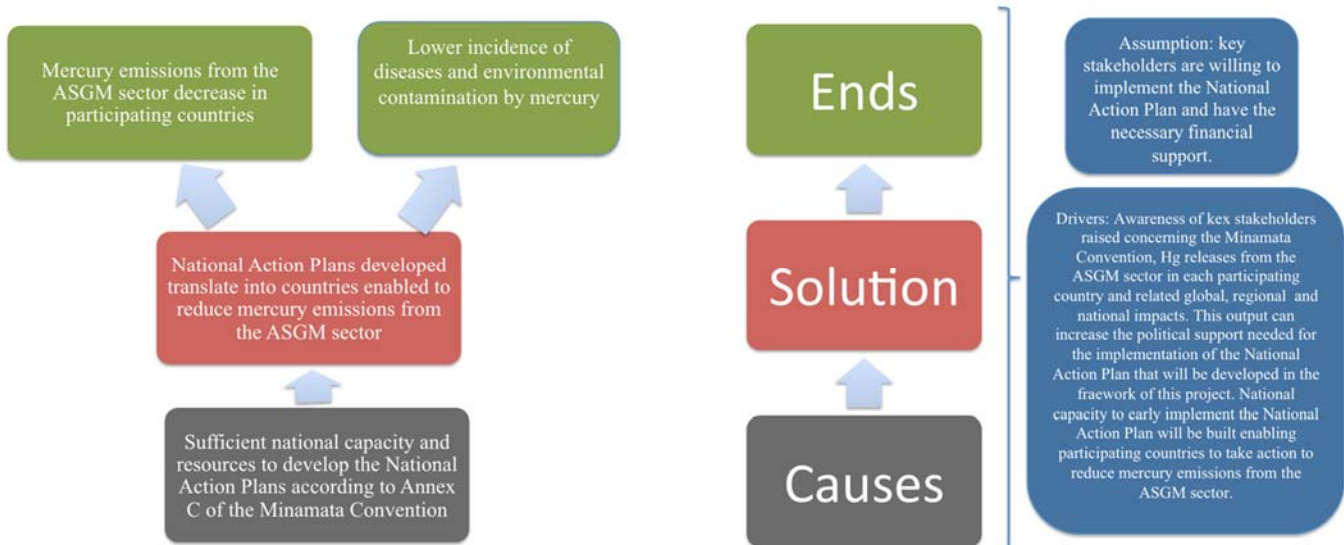 Mercury emissions from the
ASGM sector decrease in
participating countries
Lower incidence of
diseases and environmental
contamination by mercury
National Action Plans developed
translate into countries enabled to
reduce mercury emissions from
the ASGM sector
Sufficient national capacity and
resources to develop the National
Action Plans according to Annex
C of the Minamata Convention
Ends
Solution
Causes
Assumption: key
stakeholders are willing to
implement the National
Action Plan and have the
necessary financial
support.
Drivers: Awareness of kex stakeholders
raised concerning the Minamata
Convention, Hg releases from the
ASGM sector in each participating
country and related global, regional and
national impacts. This output can
increase the political support needed for
the implementation of the National
Action Plan that will be developed in the
fraework of this project. National
capacity to early implement the National
Action Plan will be built enabling
participating countries to take action to
reduce mercury emissions from the
ASGM sector.